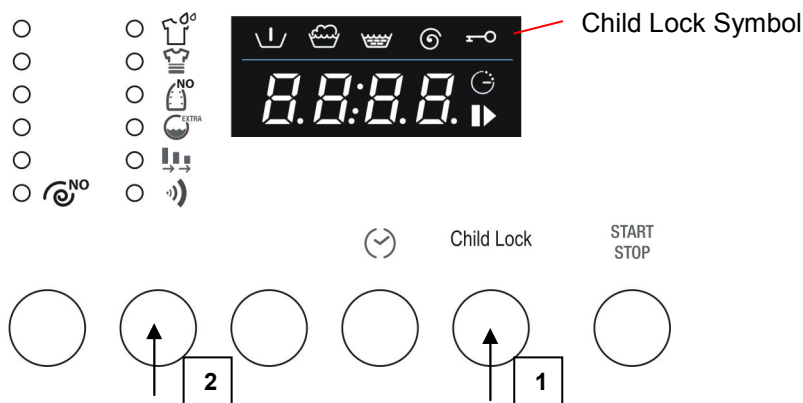 Child Lock Symbol
NO
EXTRA
NO
8.8:8.8.
Child Lock
START
STOP
2
1